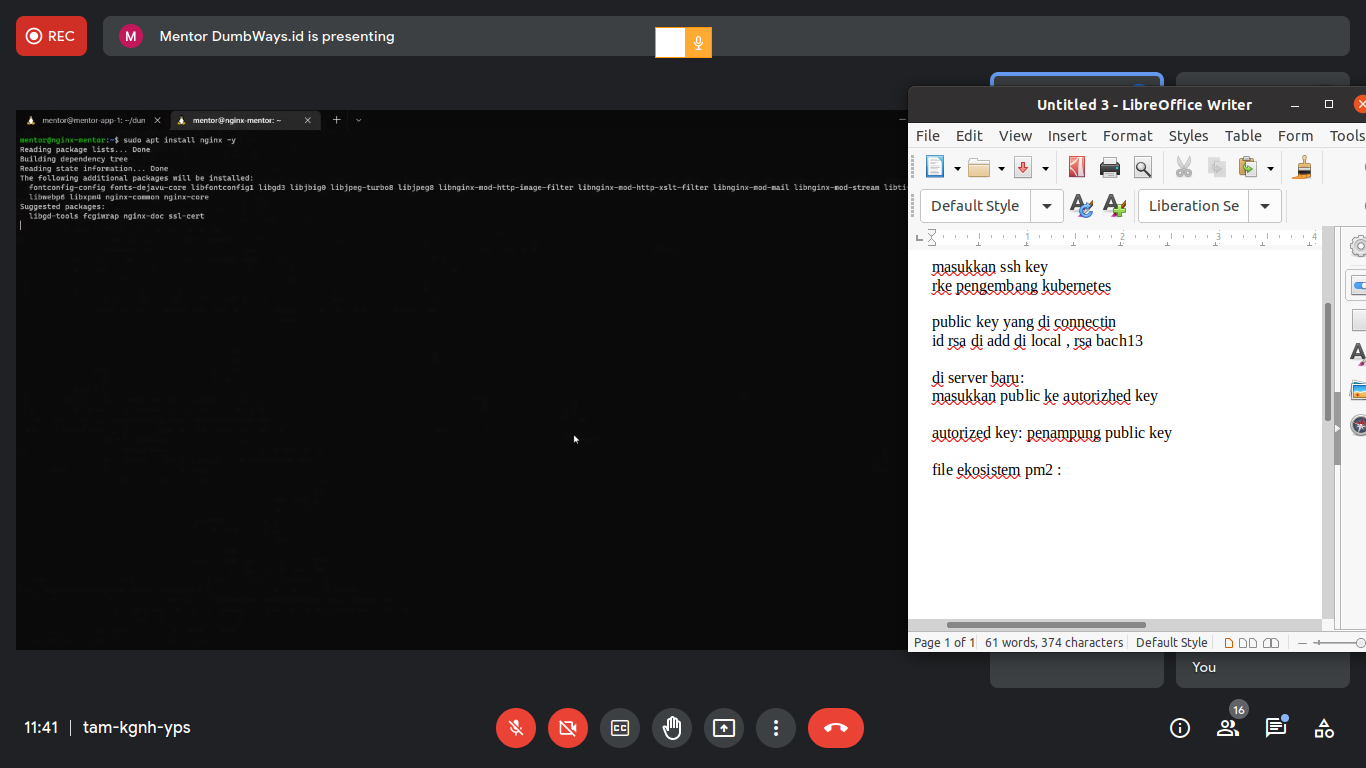 REC
M
Mentor DumbWays.id is presenting
mentor@mentor-app-1: ~/dun
mentor@nginx-mentor: ~
mentor@nginx-mentor:~$ sudo apt install nginx -y
Reading package lists... Done
Building dependency tree
Reading state information... Done
The following additional packages will be installed:
fontconfig-config fonts-dejavu-core libfontconfig1 libgd3 libjbig0 libjpeg-turbo8 libjpeg8 libnginx-mod-http-image-filter libnginx-mod-http-xslt-filter libnginx-mod-mail libnginx-mod-stream libti
libwebp6 libxpm4 nginx-common nginx-core
Suggested packages:
libgd-tools fcgiwrap nginx-doc ssl-cert
Untitled 3 - LibreOffice Writer
File Edit View Insert Format Styles Table Form Tools
Default Style
Liberation Se
1 2 3 4
masukkan ssh key
rke pengembang kubernetes
public key yang di connectin
id rsa di add di local , rsa bach13
di server baru:
masukkan public ke autorizhed key
autorized key: penampung public key
file ekosistem pm2 :
Page 1 of 1
61 words, 374 characters
Default Style
You
11:41 | tam-kgnh-yps
CC
16